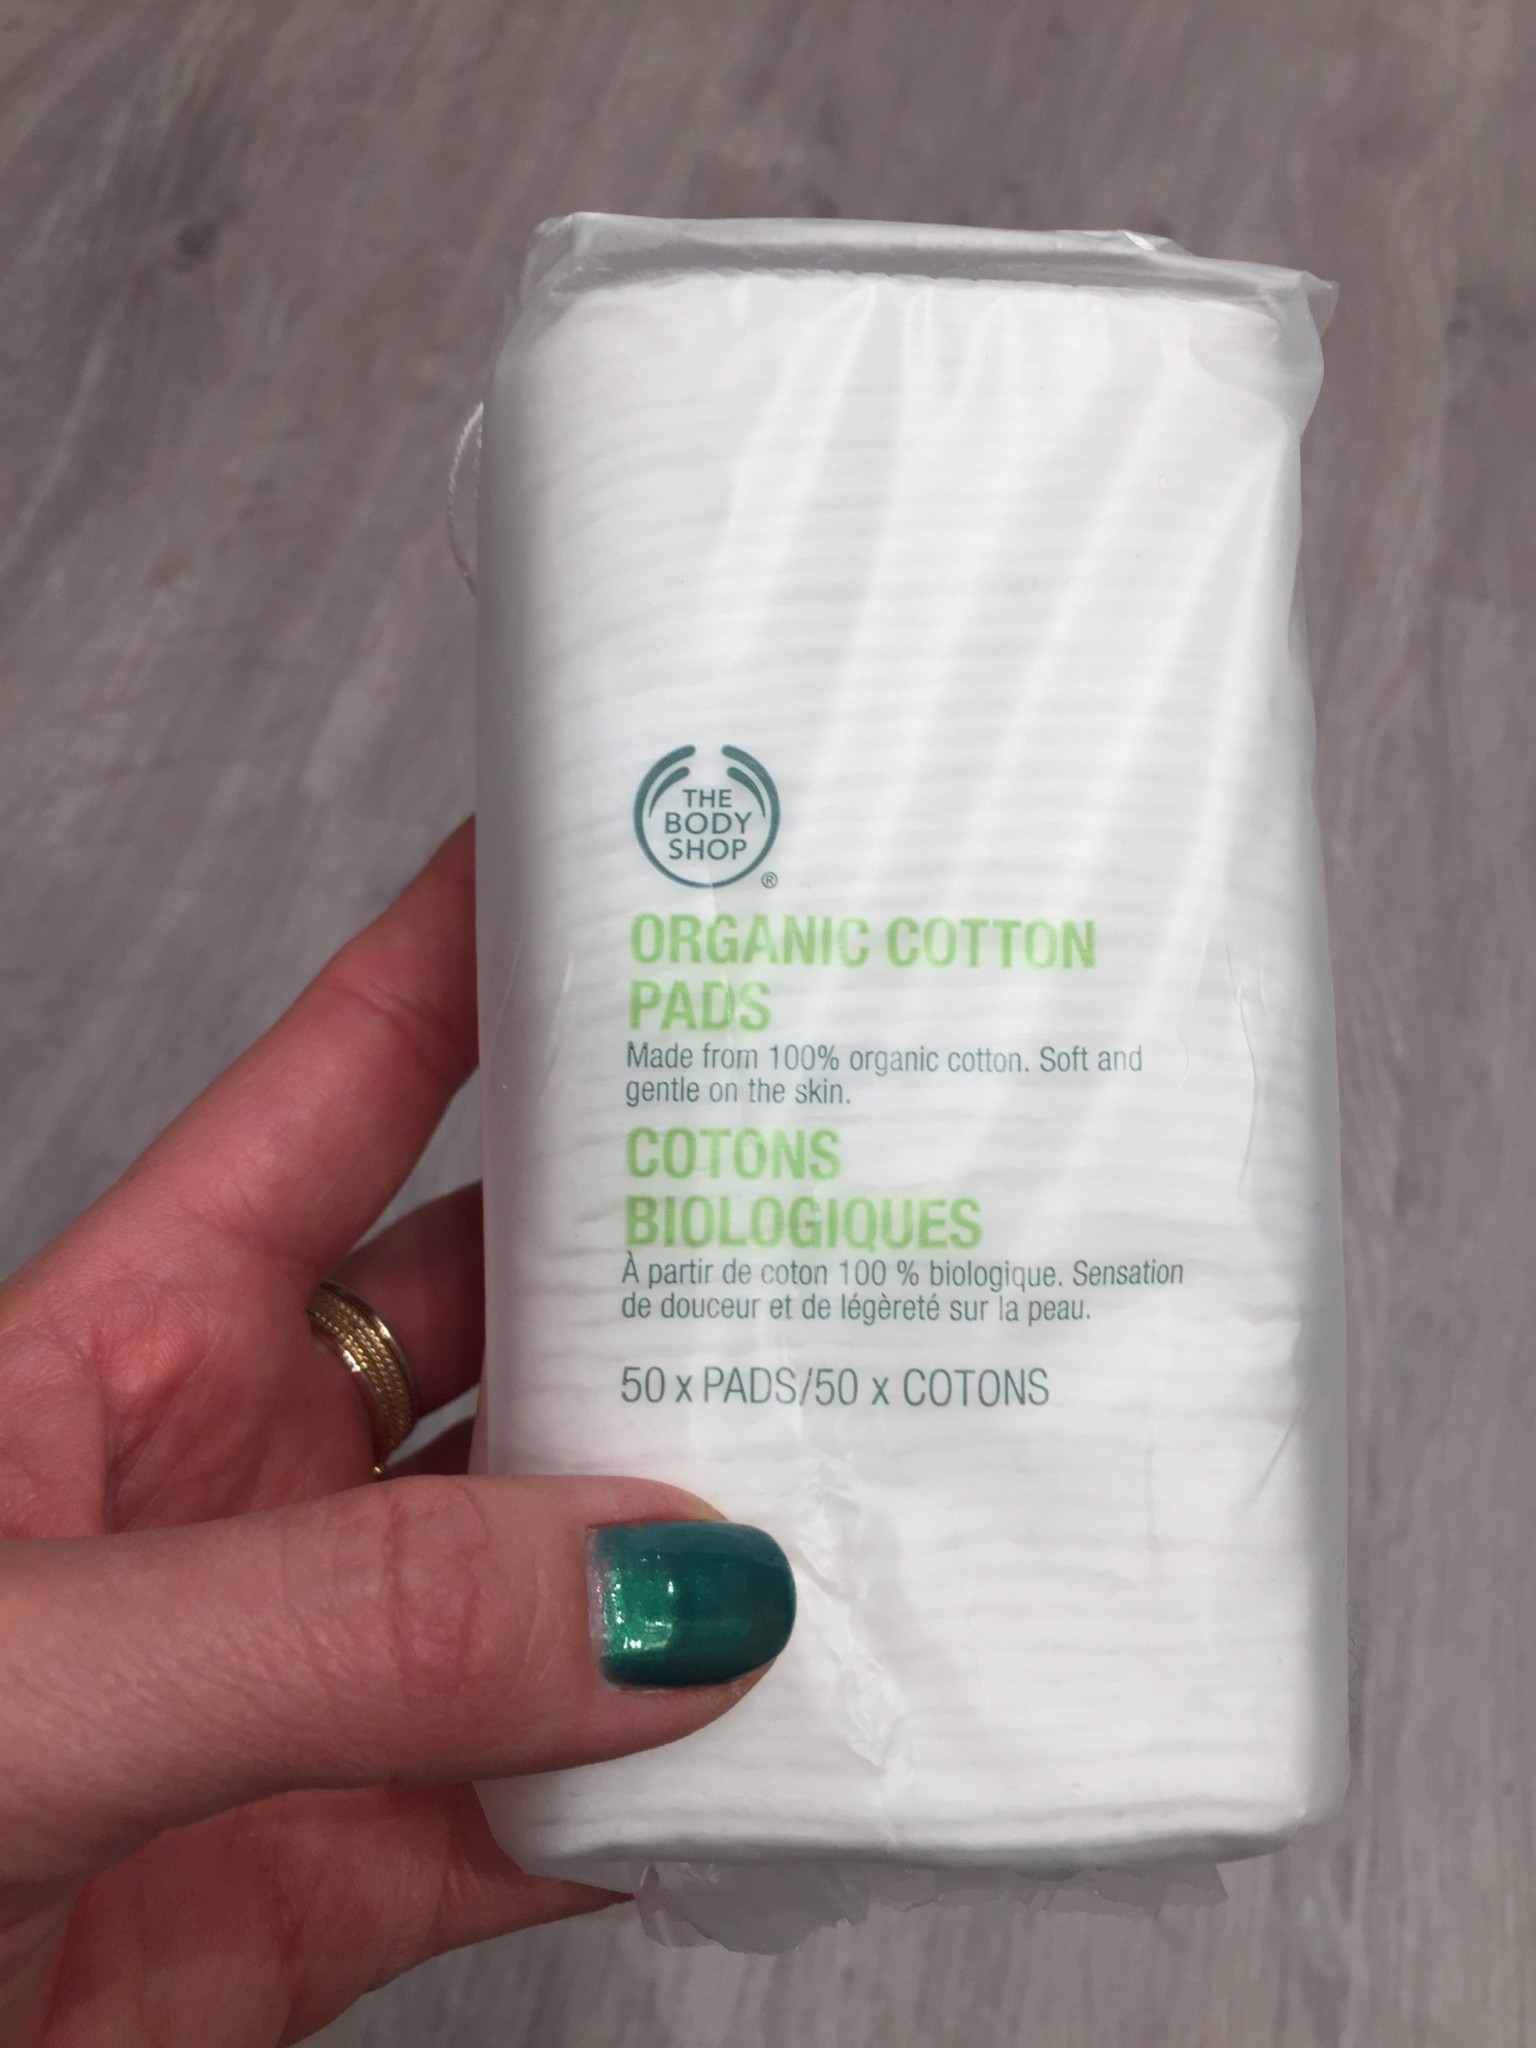 THE
BODY
SHOP
®
ORGANIC COTTON
PADS
Made from 100% organic cotton. Soft and
gentle on the skin.
COTONS
BIOLOGIQUES
À partir de coton 100 % biologique. Sensation
de douceur et de légèreté sur la peau.
50 x PADS/50 x COTONS